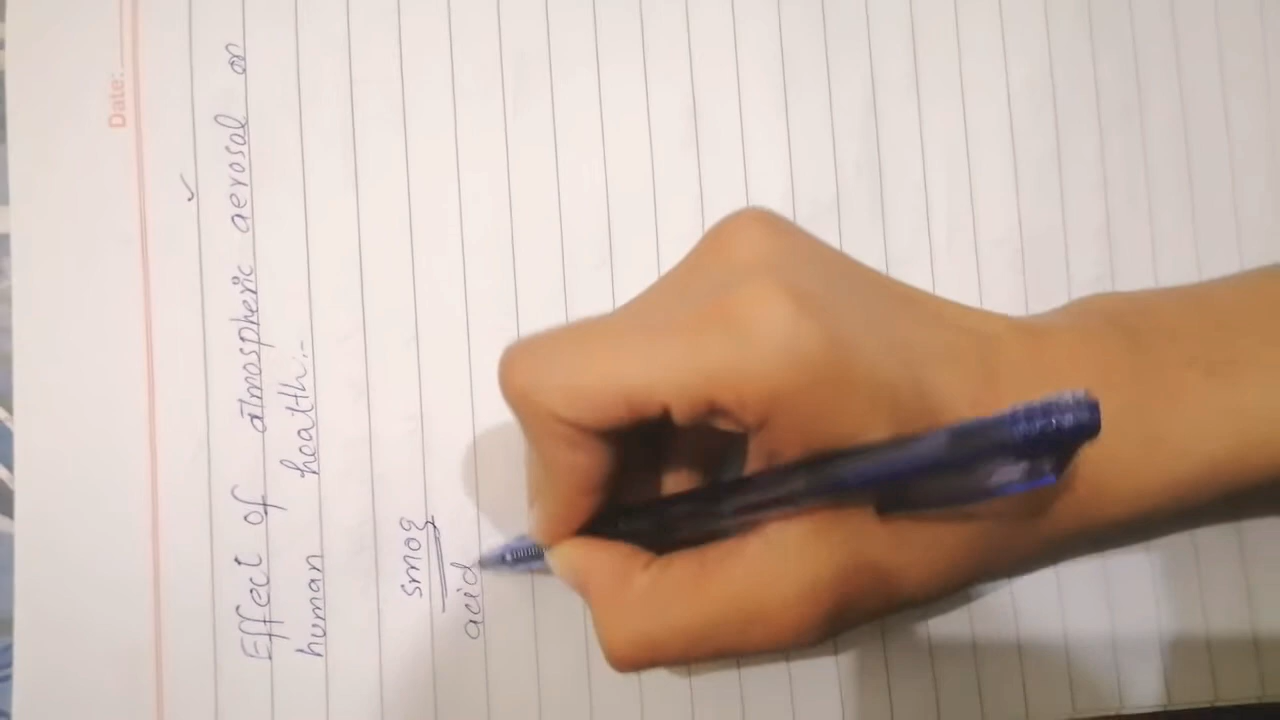 Date:
Effect of atmospheric aerosol on
human health:-
smog
acid